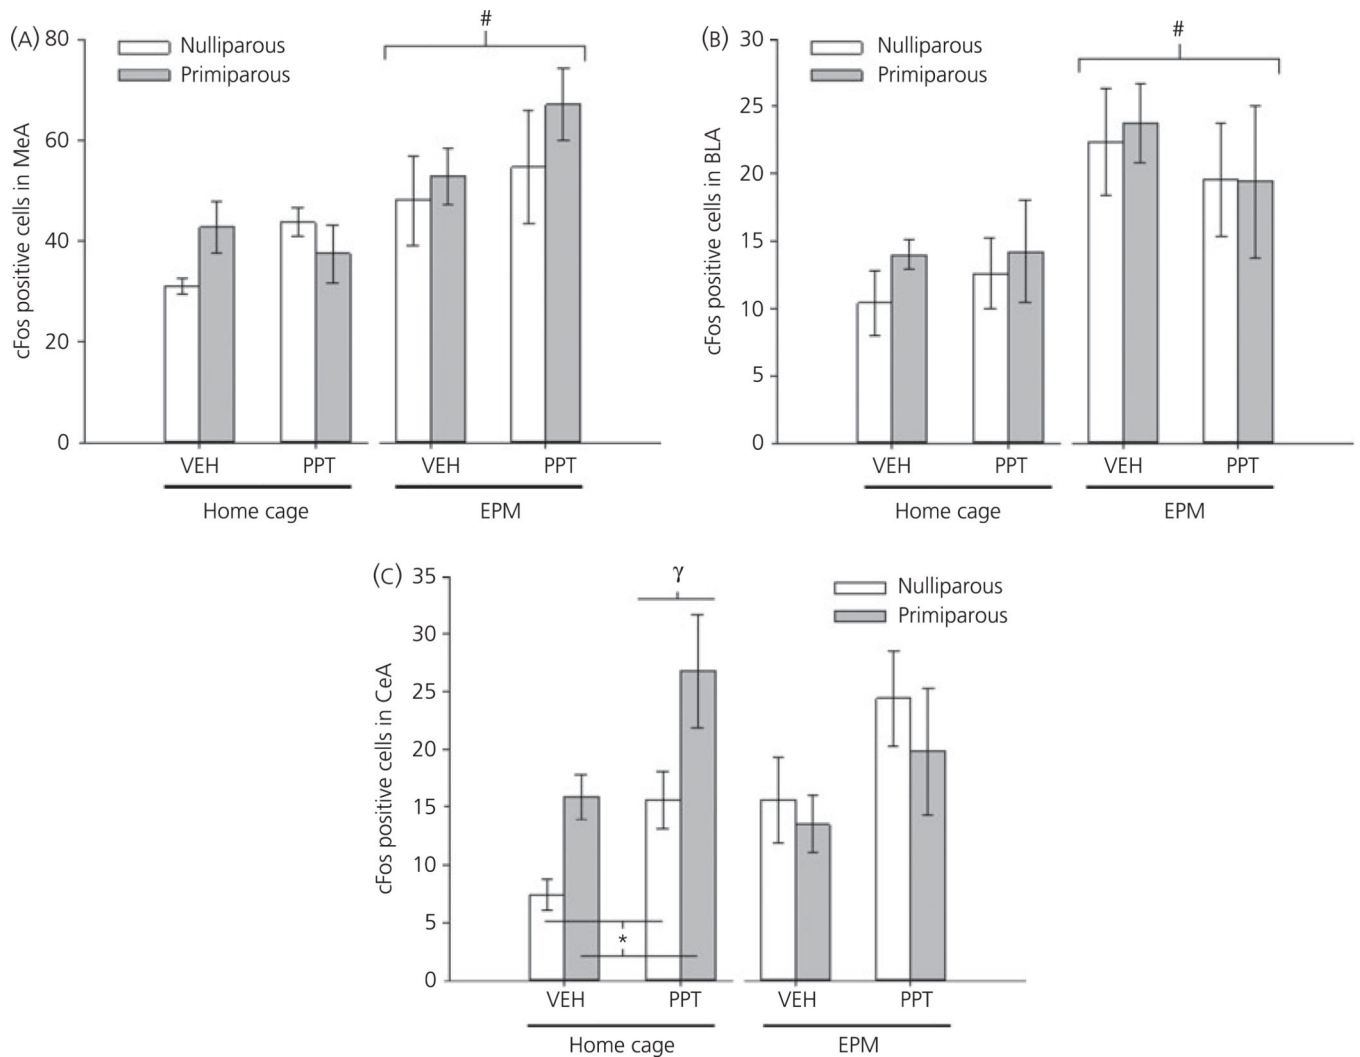 (A)
#
Nulliparous
Primiparous
cFos positive cells in MeA
80
60
40
20
0
VEH PPT VEH PPT
Home cage EPM
(B)
#
Nulliparous
Primiparous
cFos positive cells in BLA
30
25
20
15
10
5
0
VEH PPT VEH PPT
Home cage EPM
(C)
γ
Nulliparous
Primiparous
cFos positive cells in CeA
35
30
25
20
15
10
5
0
*
VEH PPT VEH PPT
Home cage EPM